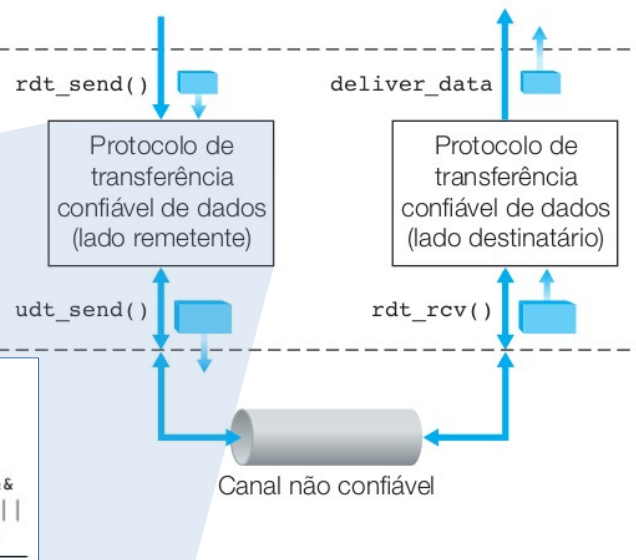 rdt_send()
deliver_data
Protocolo de
transferência
confiável de dados
(lado remetente)
Protocolo de
transferência
confiável de dados
(lado destinatário)
udt_send()
rdt_rcv()
Canal não confiável
&
||